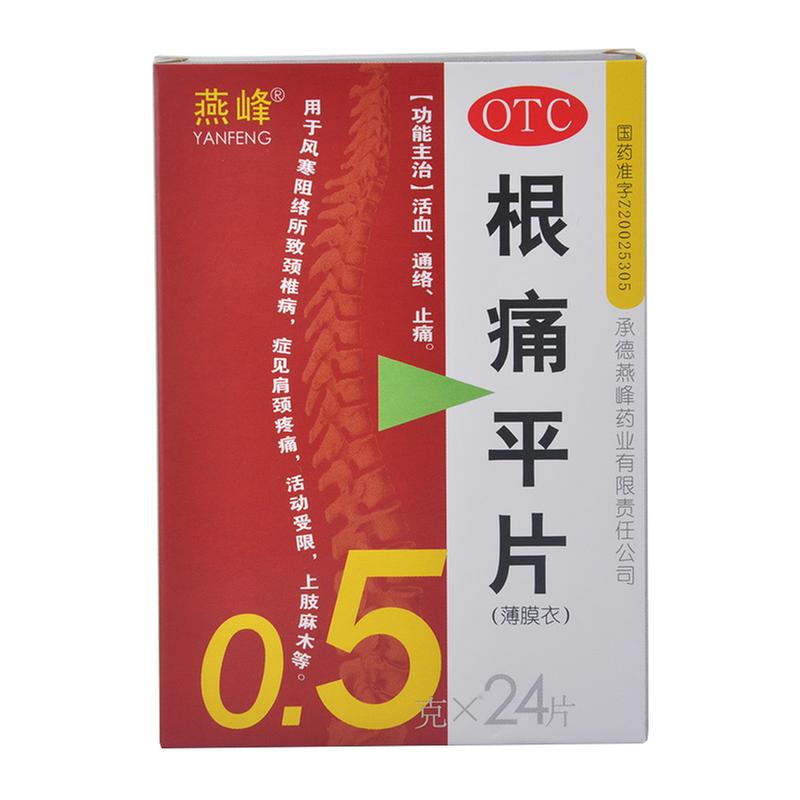 燕峰®
YANFENG
【功能主治】活血、通络、止痛。
用于风寒阻络所致颈椎病，症见肩颈疼痛，活动受限，上肢麻木等。
0.5克×24片
OTC
根痛平片
(薄膜衣)
国药准字Z20025305
承德燕峰药业有限责任公司